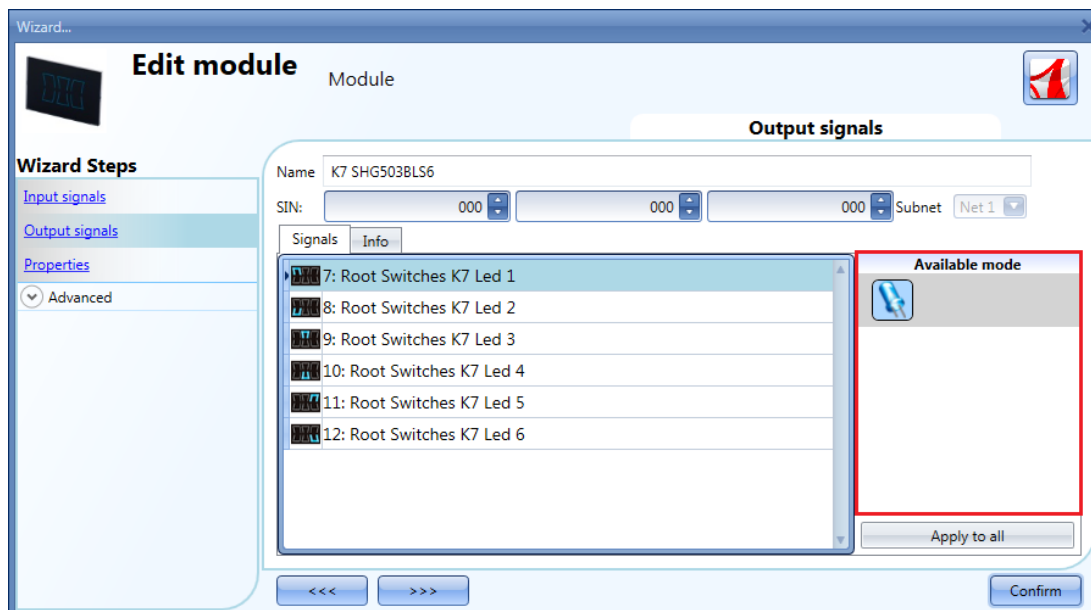 Wizard...
Edit module
Module
Output signals
Wizard Steps
Input signals
Output signals
Properties
Advanced
Name K7 SHG503BLS6
SIN: 000 000 000 Subnet Net 1
Signals Info
7: Root Switches K7 Led 1
8: Root Switches K7 Led 2
9: Root Switches K7 Led 3
10: Root Switches K7 Led 4
11: Root Switches K7 Led 5
12: Root Switches K7 Led 6
Available mode
Apply to all
<<< >>> Confirm